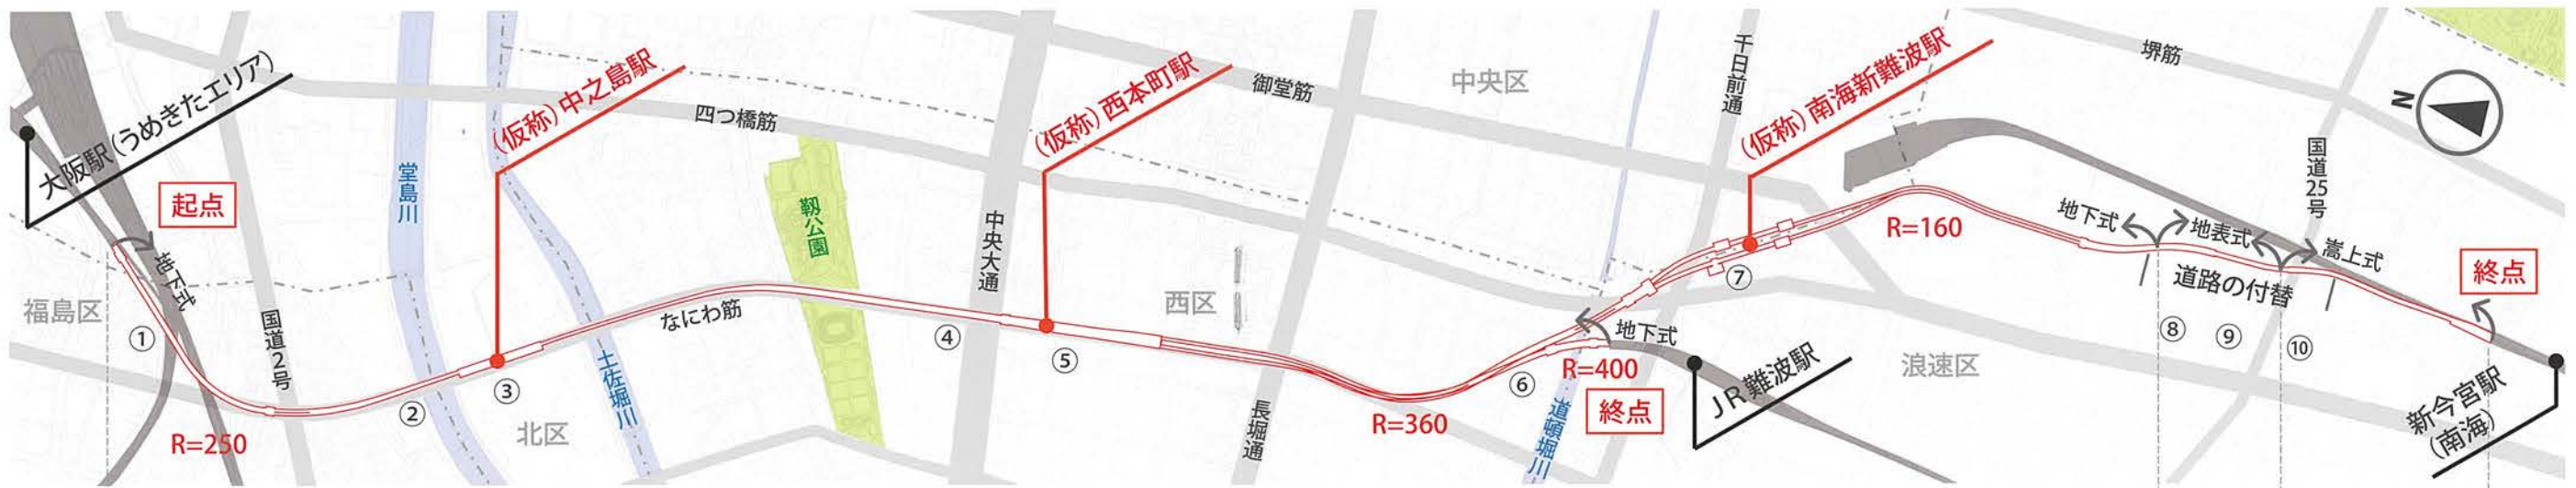 大阪駅(うめきたエリア)
起点
地下式
福島区
①
国道2号
R=250
堂島川
②
(仮称)中之島駅
③
北区
土佐堀川
四つ橋筋
なにわ筋
靱公園
④
中央大通
(仮称)西本町駅
⑤
西区
御堂筋
長堀通
中央区
R=360
⑥
道頓堀川
R=400
終点
地下式
JR難波駅
千日前通
(仮称)南海新難波駅
⑦
R=160
浪速区
堺筋
N
国道25号
地下式
地表式
嵩上式
道路の付替
⑧
⑨
⑩
終点
新今宮駅
(南海)